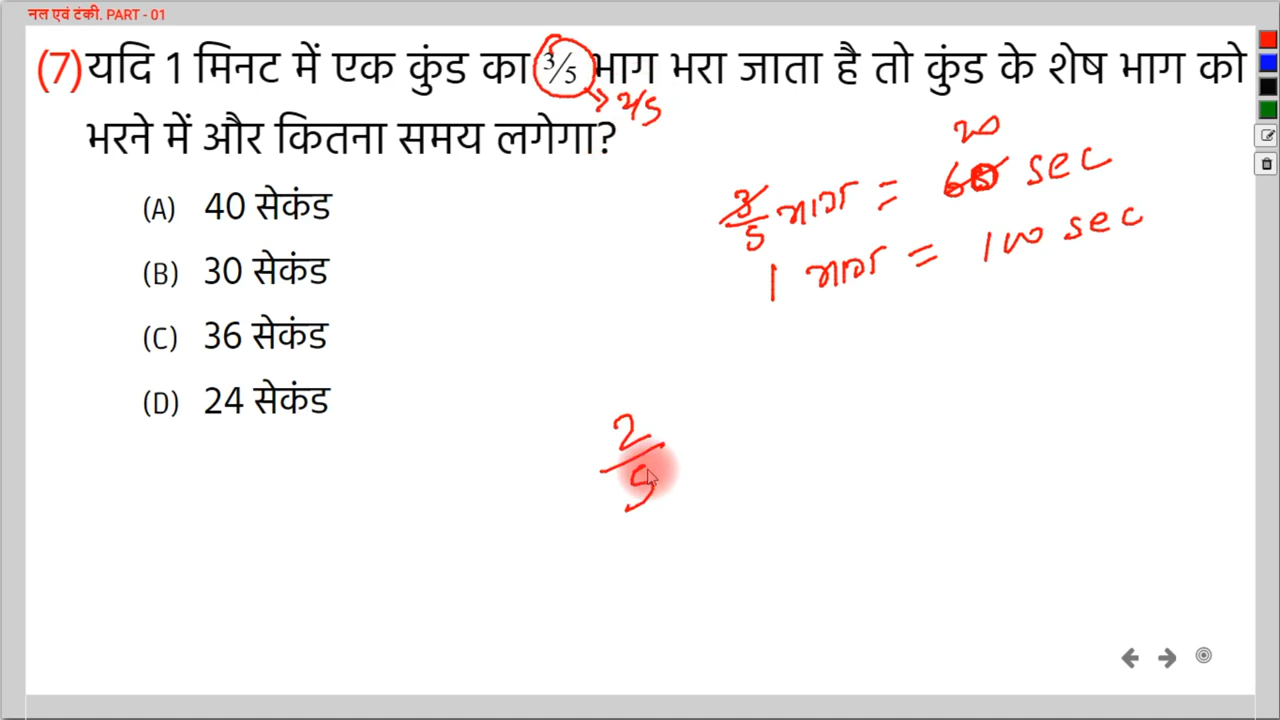 नल एवं टंकी. PART - 01
(7) यदि 1 मिनट में एक कुंड का 3/5 भाग भरा जाता है तो कुंड के शेष भाग को
2/5
भरने में और कितना समय लगेगा?
20
3/5 भाग = 60 sec
1 भाग = 100 sec
(A) 40 सेकंड
(B) 30 सेकंड
(C) 36 सेकंड
(D) 24 सेकंड
2/5